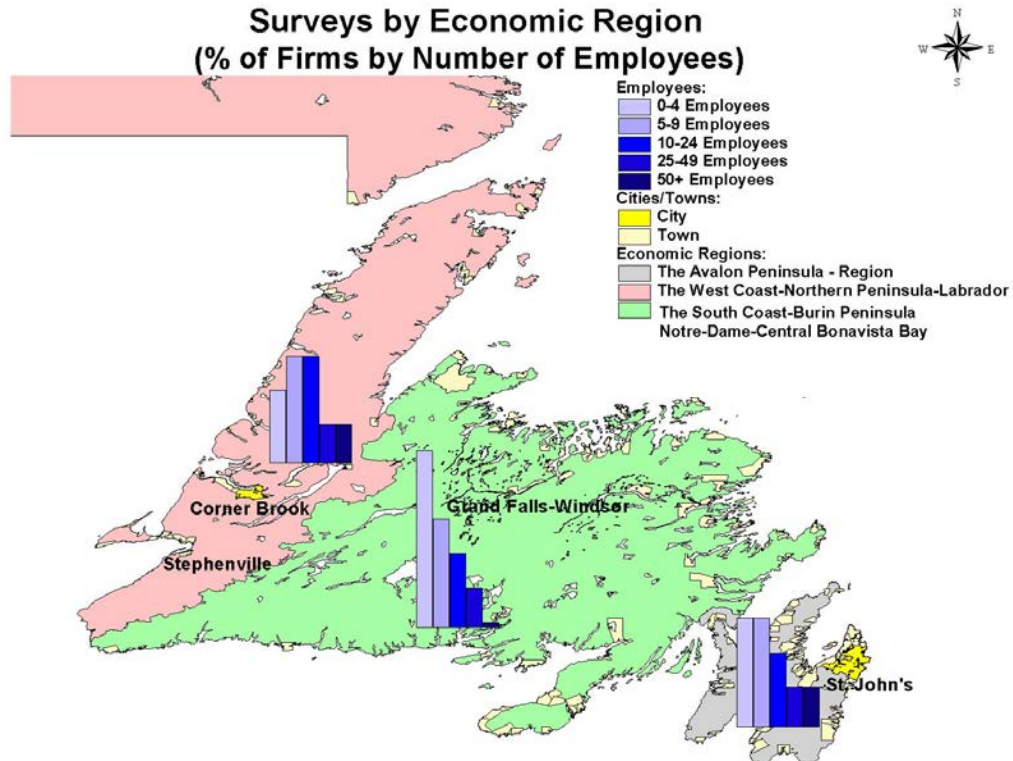 Surveys by Economic Region
(% of Firms by Number of Employees)
N
W E
S
Employees:
0-4 Employees
5-9 Employees
10-24 Employees
25-49 Employees
50+ Employees
Cities/Towns:
City
Town
Economic Regions:
The Avalon Peninsula - Region
The West Coast-Northern Peninsula-Labrador
The South Coast-Burin Peninsula
Notre-Dame-Central Bonavista Bay
Corner Brook
Grand Falls-Windsor
Stephenville
St. John's